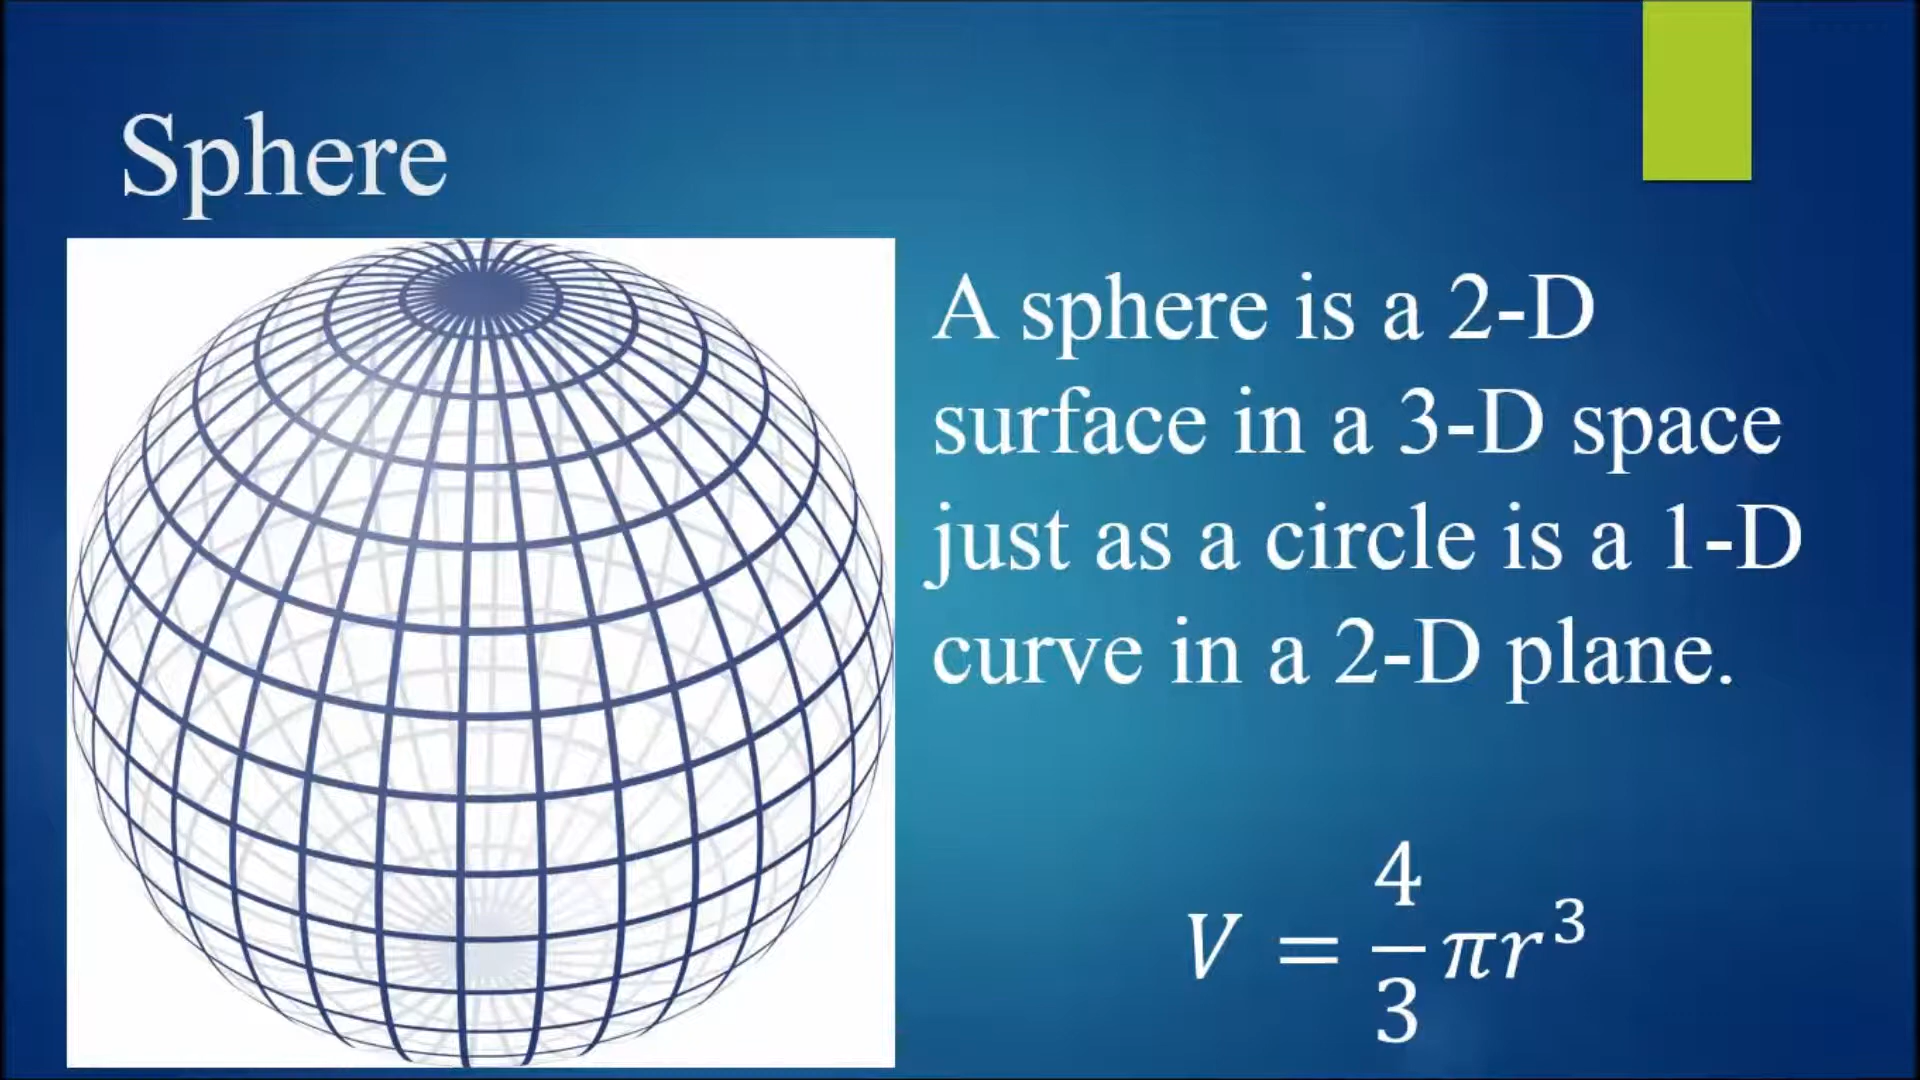 Sphere
A sphere is a 2-D
surface in a 3-D space
just as a circle is a 1-D
curve in a 2-D plane.
V = 4/3 πr³